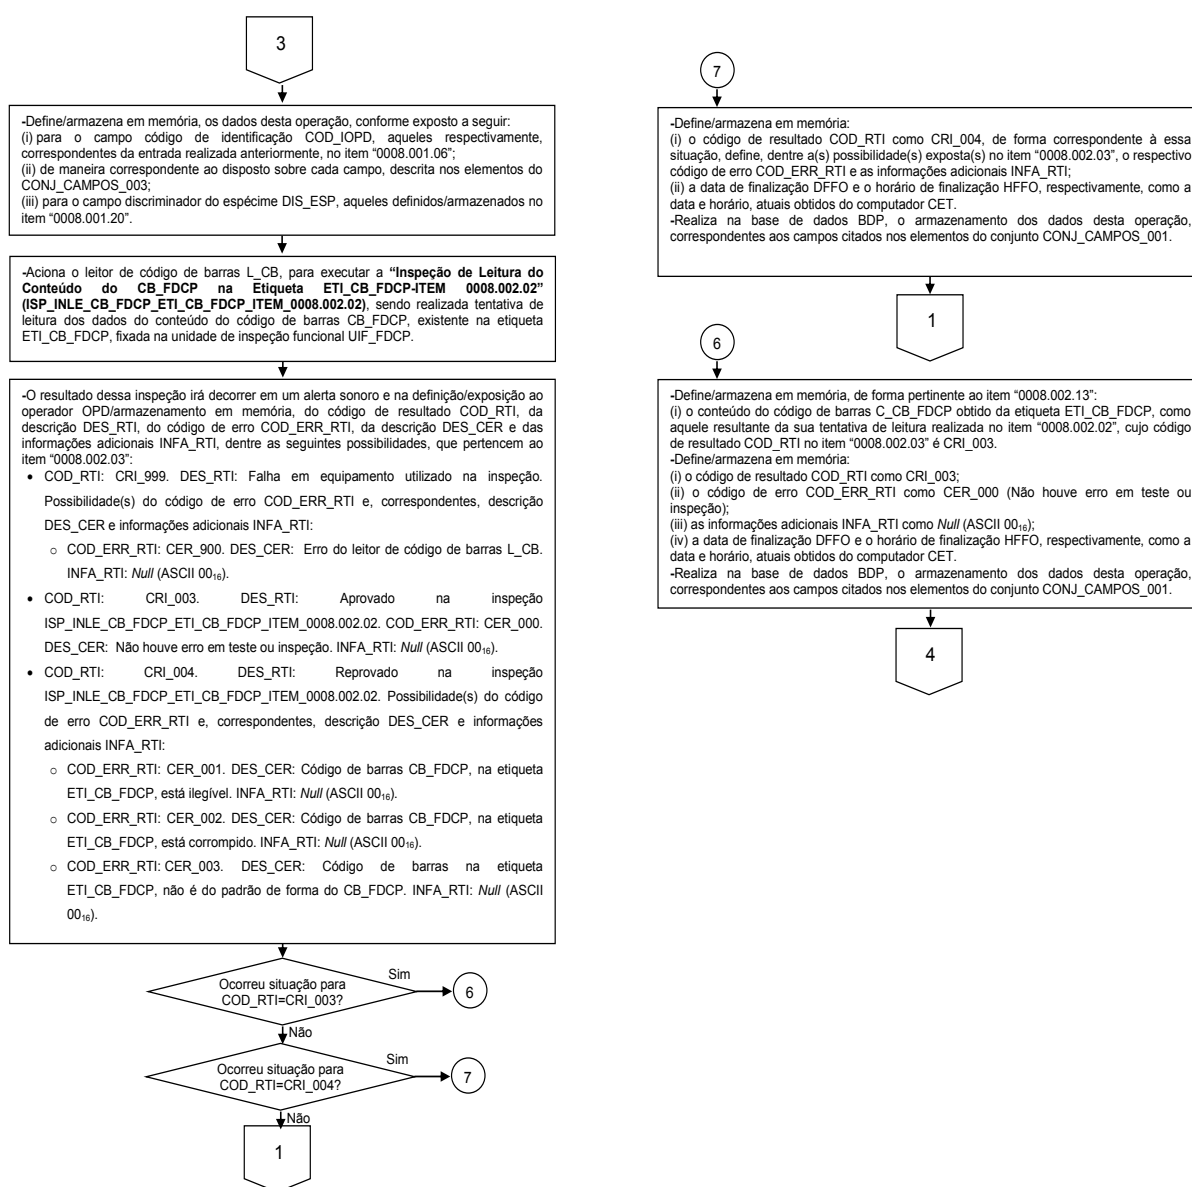 3
-Define/armazena em memória, os dados desta operação, conforme exposto a seguir:
(i) para o campo código de identificação COD_IOPD, aqueles respectivamente,
correspondentes da entrada realizada anteriormente, no item “0008.001.06”;
(ii) de maneira correspondente ao disposto sobre cada campo, descrita nos elementos do
CONJ_CAMPOS_003;
(iii) para o campo discriminador do espécime DIS_ESP, aqueles definidos/armazenados no
item “0008.001.20”.
-Aciona o leitor de código de barras L_CB, para executar a “Inspeção de Leitura do
Conteúdo do CB_FDCP na Etiqueta ETI_CB_FDCP-ITEM 0008.002.02”
(ISP_INLE_CB_FDCP_ETI_CB_FDCP_ITEM_0008.002.02), sendo realizada tentativa de
leitura dos dados do conteúdo do código de barras CB_FDCP, existente na etiqueta
ETI_CB_FDCP, fixada na unidade de inspeção funcional UIF_FDCP.
-O resultado dessa inspeção irá decorrer em um alerta sonoro e na definição/exposição ao
operador OPD/armazenamento em memória, do código de resultado COD_RTI, da
descrição DES_RTI, do código de erro COD_ERR_RTI, da descrição DES_CER e das
informações adicionais INFA_RTI, dentre as seguintes possibilidades, que pertencem ao
item “0008.002.03”:
• COD_RTI: CRI_999. DES_RTI: Falha em equipamento utilizado na inspeção.
Possibilidade(s) do código de erro COD_ERR_RTI e, correspondentes, descrição
DES_CER e informações adicionais INFA_RTI:
○ COD_ERR_RTI: CER_900. DES_CER: Erro do leitor de código de barras L_CB.
INFA_RTI: Null (ASCII 00₁₆).
• COD_RTI: CRI_003. DES_RTI: Aprovado na inspeção
ISP_INLE_CB_FDCP_ETI_CB_FDCP_ITEM_0008.002.02. COD_ERR_RTI: CER_000.
DES_CER: Não houve erro em teste ou inspeção. INFA_RTI: Null (ASCII 00₁₆).
• COD_RTI: CRI_004. DES_RTI: Reprovado na inspeção
ISP_INLE_CB_FDCP_ETI_CB_FDCP_ITEM_0008.002.02. Possibilidade(s) do código
de erro COD_ERR_RTI e, correspondentes, descrição DES_CER e informações
adicionais INFA_RTI:
○ COD_ERR_RTI: CER_001. DES_CER: Código de barras CB_FDCP, na etiqueta
ETI_CB_FDCP, está ilegível. INFA_RTI: Null (ASCII 00₁₆).
○ COD_ERR_RTI: CER_002. DES_CER: Código de barras CB_FDCP, na etiqueta
ETI_CB_FDCP, está corrompido. INFA_RTI: Null (ASCII 00₁₆).
○ COD_ERR_RTI: CER_003. DES_CER: Código de barras na etiqueta
ETI_CB_FDCP, não é do padrão de forma do CB_FDCP. INFA_RTI: Null (ASCII
00₁₆).
Ocorreu situação para
COD_RTI=CRI_003?
Sim
6
Não
Ocorreu situação para
COD_RTI=CRI_004?
Sim
7
Não
1
7
-Define/armazena em memória:
(i) o código de resultado COD_RTI como CRI_004, de forma correspondente à essa
situação, define, dentre a(s) possibilidade(s) exposta(s) no item “0008.002.03”, o respectivo
código de erro COD_ERR_RTI e as informações adicionais INFA_RTI;
(ii) a data de finalização DFFO e o horário de finalização HFFO, respectivamente, como a
data e horário, atuais obtidos do computador CET.
-Realiza na base de dados BDP, o armazenamento dos dados desta operação,
correspondentes aos campos citados nos elementos do conjunto CONJ_CAMPOS_001.
1
6
-Define/armazena em memória, de forma pertinente ao item “0008.002.13”:
(i) o conteúdo do código de barras C_CB_FDCP obtido da etiqueta ETI_CB_FDCP, como
aquele resultante da sua tentativa de leitura realizada no item “0008.002.02”, cujo código
de resultado COD_RTI no item “0008.002.03” é CRI_003.
-Define/armazena em memória:
(i) o código de resultado COD_RTI como CRI_003;
(ii) o código de erro COD_ERR_RTI como CER_000 (Não houve erro em teste ou
inspeção);
(iii) as informações adicionais INFA_RTI como Null (ASCII 00₁₆);
(iv) a data de finalização DFFO e o horário de finalização HFFO, respectivamente, como a
data e horário, atuais obtidos do computador CET.
-Realiza na base de dados BDP, o armazenamento dos dados desta operação,
correspondentes aos campos citados nos elementos do conjunto CONJ_CAMPOS_001.
4